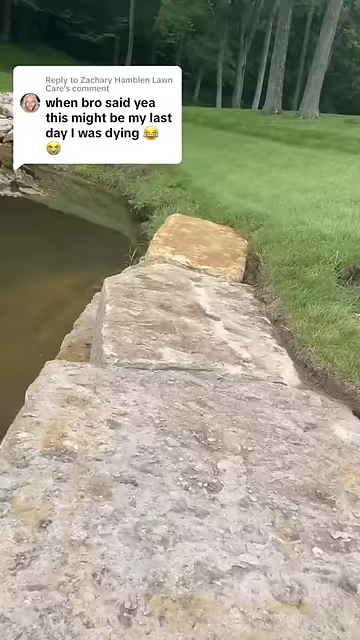 Reply to Zachary Hamblen Lawn
Care's comment
when bro said yea
this might be my last
day I was dying 😂
😭